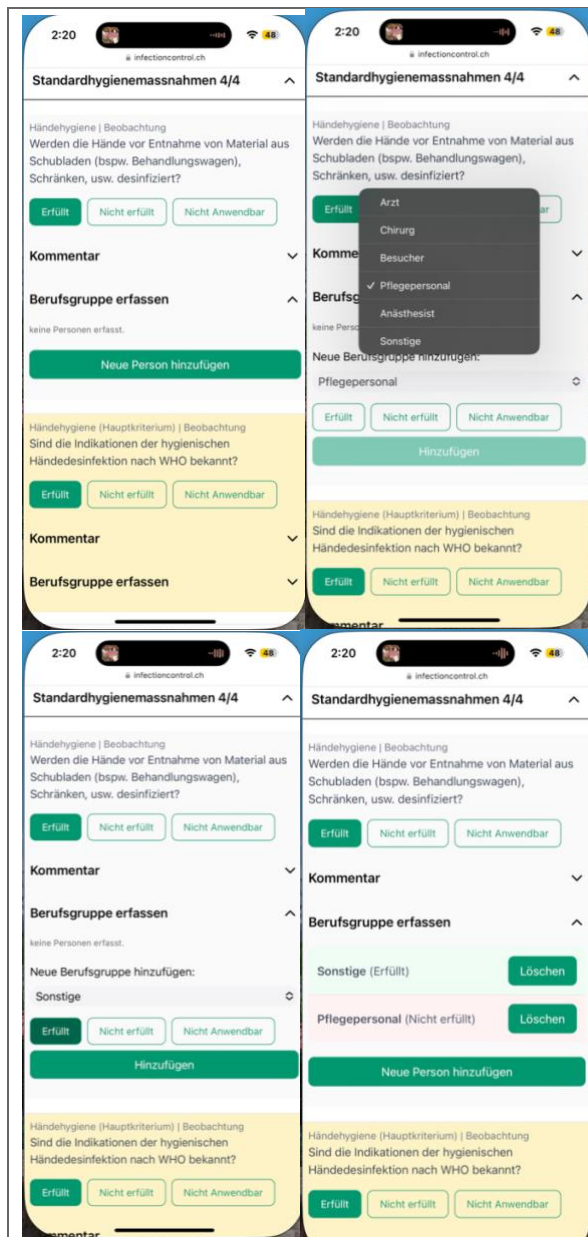 2:20
48
infectioncontrol.ch
Standardhygienemassnahmen 4/4
Händehygiene | Beobachtung
Werden die Hände vor Entnahme von Material aus
Schubladen (bspw. Behandlungswagen),
Schränken, usw. desinfiziert?
Erfüllt
Nicht erfüllt
Nicht Anwendbar
Kommentar
Berufsgruppe erfassen
keine Personen erfasst.
Neue Person hinzufügen
Händehygiene (Hauptkriterium) | Beobachtung
Sind die Indikationen der hygienischen
Händedesinfektion nach WHO bekannt?
Erfüllt
Nicht erfüllt
Nicht Anwendbar
Kommentar
Berufsgruppe erfassen
2:20
48
infectioncontrol.ch
Standardhygienemassnahmen 4/4
Händehygiene | Beobachtung
Werden die Hände vor Entnahme von Material aus
Schubladen (bspw. Behandlungswagen),
Schränken, usw. desinfiziert?
Erfüllt
ar
Arzt
Chirurg
Besucher
Pflegepersonal
Anästhesist
Sonstige
Komme
Berufsg
keine Perso
Neue Berufsgruppe hinzufügen:
Pflegepersonal
Erfüllt
Nicht erfüllt
Nicht Anwendbar
Hinzufügen
Händehygiene (Hauptkriterium) | Beobachtung
Sind die Indikationen der hygienischen
Händedesinfektion nach WHO bekannt?
Erfüllt
Nicht erfüllt
Nicht Anwendbar
Kommentar
2:20
48
infectioncontrol.ch
Standardhygienemassnahmen 4/4
Händehygiene | Beobachtung
Werden die Hände vor Entnahme von Material aus
Schubladen (bspw. Behandlungswagen),
Schränken, usw. desinfiziert?
Erfüllt
Nicht erfüllt
Nicht Anwendbar
Kommentar
Berufsgruppe erfassen
keine Personen erfasst.
Neue Berufsgruppe hinzufügen:
Sonstige
Erfüllt
Nicht erfüllt
Nicht Anwendbar
Hinzufügen
Händehygiene (Hauptkriterium) | Beobachtung
Sind die Indikationen der hygienischen
Händedesinfektion nach WHO bekannt?
Erfüllt
Nicht erfüllt
Nicht Anwendbar
Kommentar
2:20
48
infectioncontrol.ch
Standardhygienemassnahmen 4/4
Händehygiene | Beobachtung
Werden die Hände vor Entnahme von Material aus
Schubladen (bspw. Behandlungswagen),
Schränken, usw. desinfiziert?
Erfüllt
Nicht erfüllt
Nicht Anwendbar
Kommentar
Berufsgruppe erfassen
Sonstige (Erfüllt)
Löschen
Pflegepersonal (Nicht erfüllt)
Löschen
Neue Person hinzufügen
Händehygiene (Hauptkriterium) | Beobachtung
Sind die Indikationen der hygienischen
Händedesinfektion nach WHO bekannt?
Erfüllt
Nicht erfüllt
Nicht Anwendbar